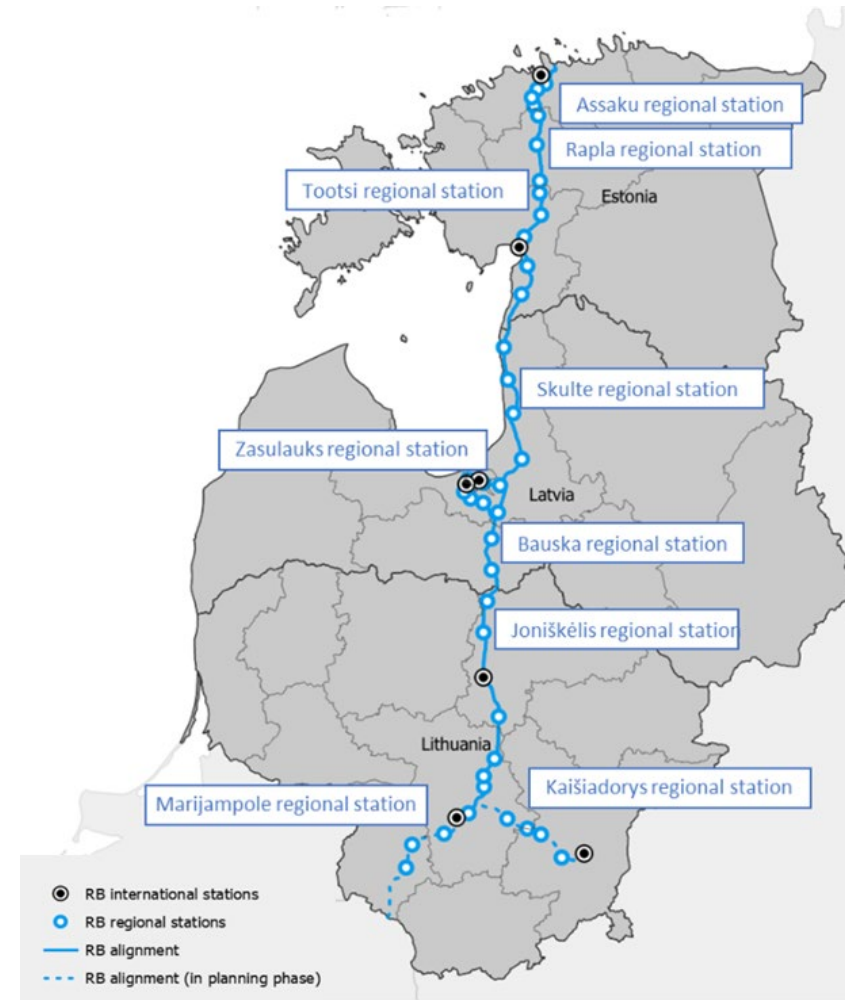 Assaku regional station
Rapla regional station
Tootsi regional station
Estonia
Skulte regional station
Zasulauks regional station
Latvia
Bauska regional station
Joniškėlis regional station
Lithuania
Kaišiadorys regional station
Marijampole regional station
RB international stations
RB regional stations
RB alignment
RB alignment (in planning phase)